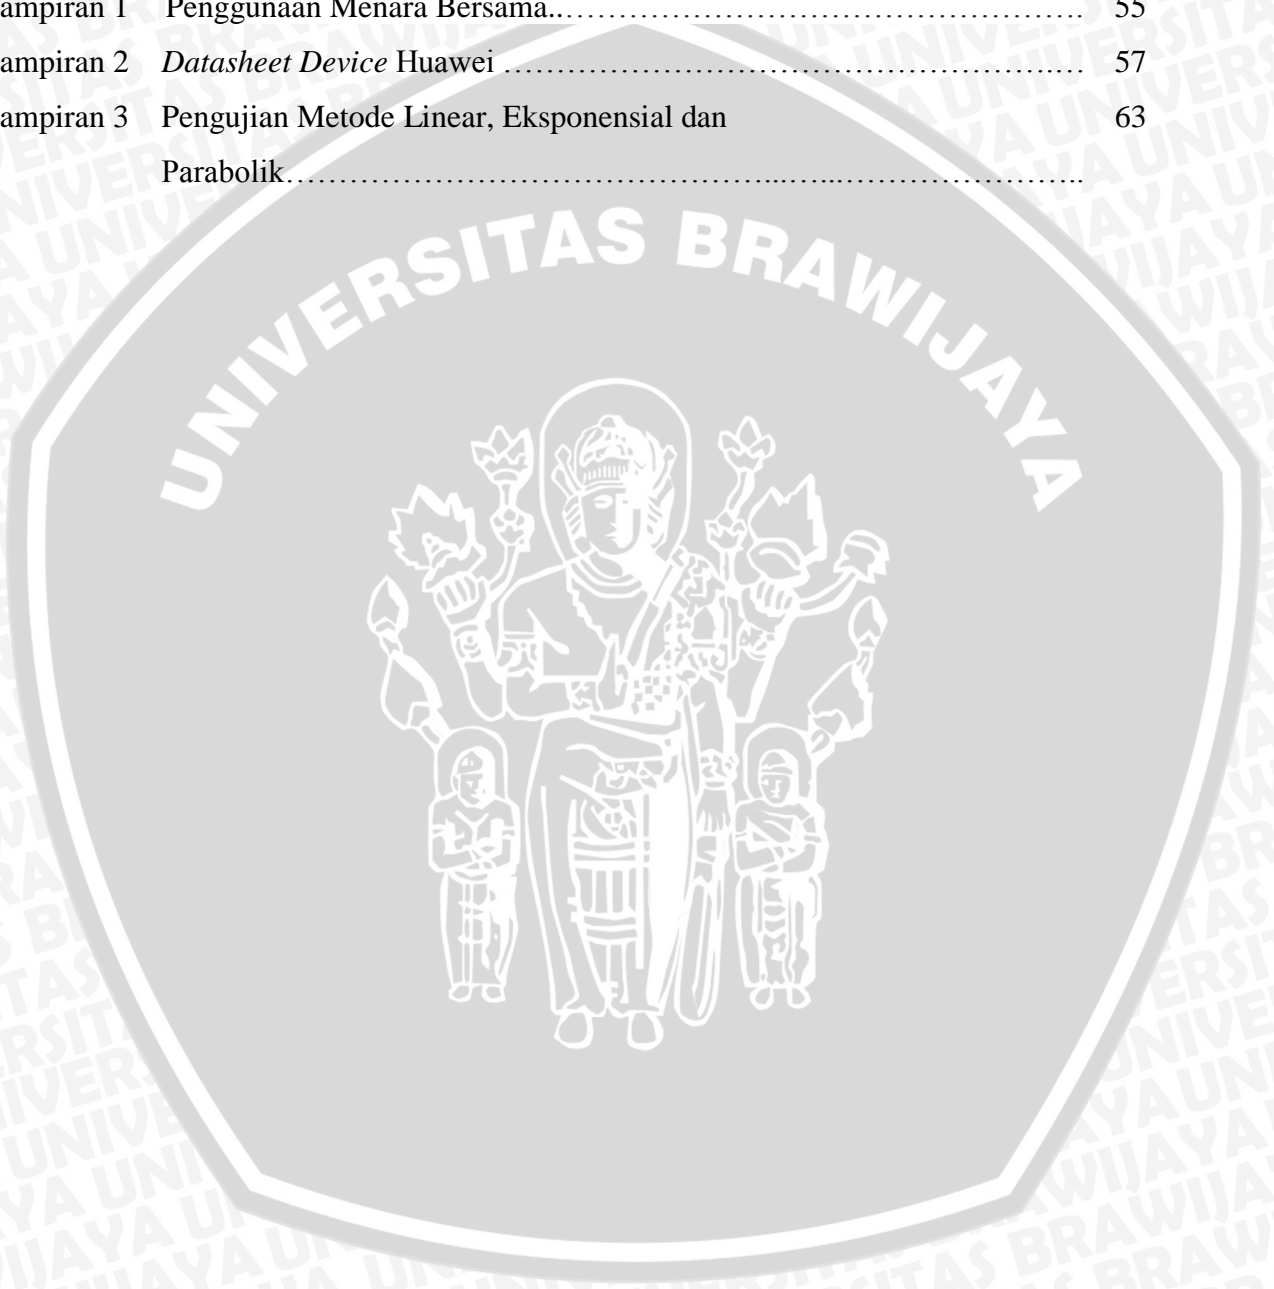 ampiran 1 Penggunaan Menara Bersama..…………………………………………. 55
ampiran 2 Datasheet Device Huawei ……………………………………………….… 57
ampiran 3 Pengujian Metode Linear, Eksponensial dan 63
Parabolik………………………………………...…...…………………..
UNIVERSITAS BRAWIJAYA